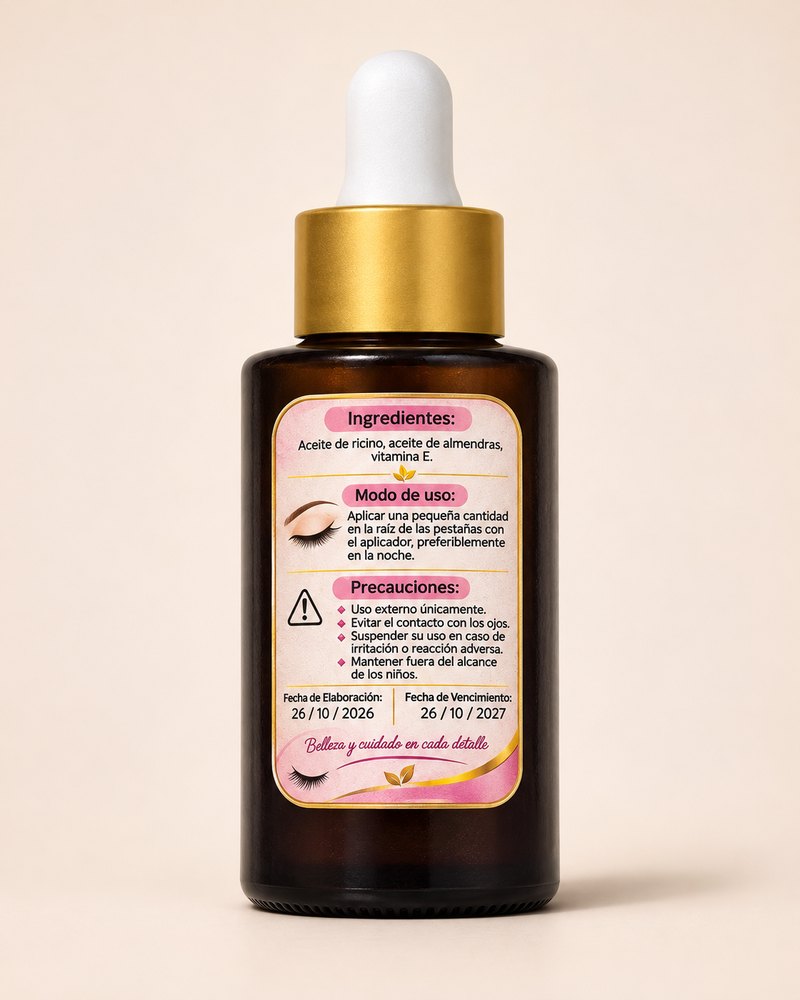 Ingredientes:
Aceite de ricino, aceite de almendras,
vitamina E.
Modo de uso:
Aplicar una pequeña cantidad
en la raíz de las pestañas con
el aplicador, preferiblemente
en la noche.
Precauciones:
Uso externo únicamente.
Evitar el contacto con los ojos.
Suspender su uso en caso de
irritación o reacción adversa.
Mantener fuera del alcance
de los niños.
Fecha de Elaboración:
26 / 10 / 2026
Fecha de Vencimiento:
26 / 10 / 2027
Belleza y cuidado en cada detalle